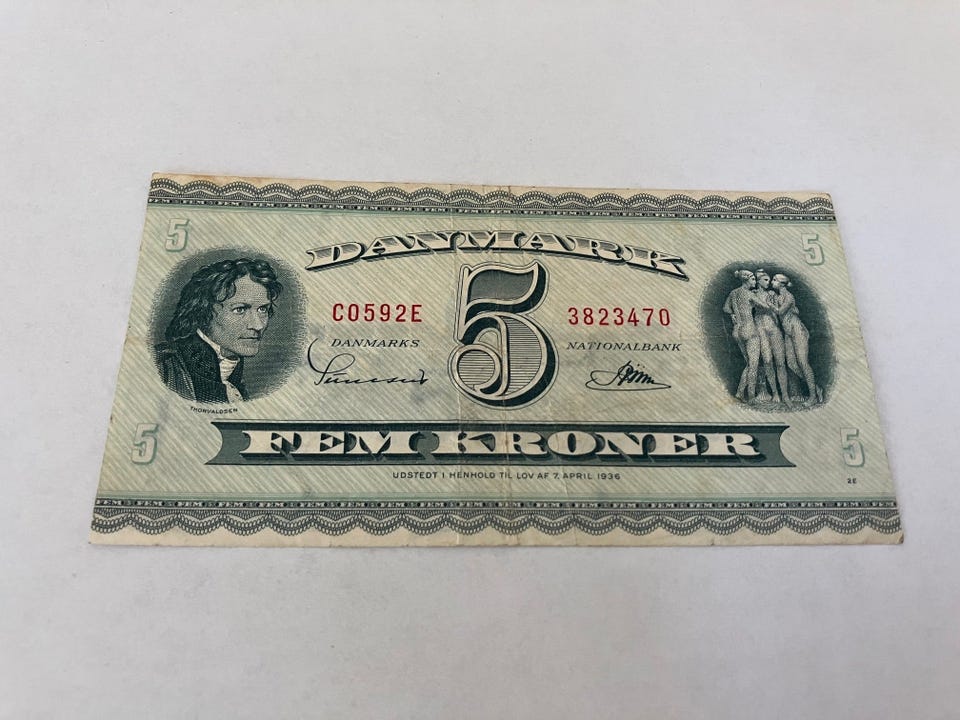 5 5
DANMARK
5
C0592E 3823470
DANMARKS NATIONALBANK
THORVALDSEN
FEM KRONER
5 5
UDSTEDT I HENHOLD TIL LOV AF 7. APRIL 1936
2E